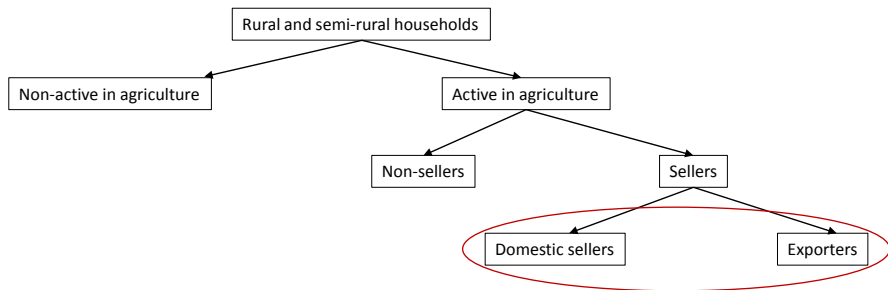 Rural and semi-rural households
Non-active in agriculture
Active in agriculture
Non-sellers
Sellers
Domestic sellers
Exporters